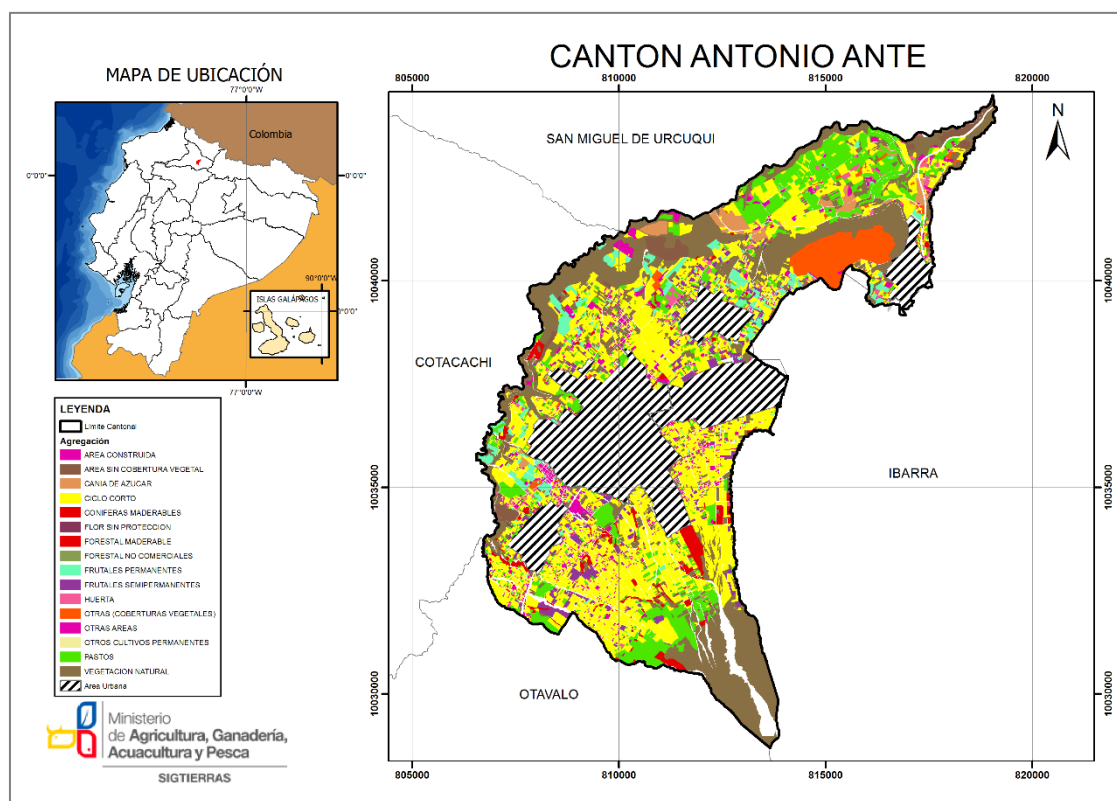 CANTON ANTONIO ANTE
MAPA DE UBICACIÓN
77°0'0"W
Colombia
0°0'0"
0°0'0"
90°0'0"W
0°0'0"
ISLAS GALÁPAGOS
77°0'0"W
805000
810000
815000
820000
N
SAN MIGUEL DE URCUQUI
10040000
10040000
COTACACHI
10035000
IBARRA
10035000
10030000
OTAVALO
10030000
805000
810000
815000
820000
LEYENDA
Limite Cantonal
Agregación
AREA CONSTRUIDA
AREA SIN COBERTURA VEGETAL
CANIA DE AZUCAR
CICLO CORTO
CONIFERAS MADERABLES
FLOR SIN PROTECCION
FORESTAL MADERABLE
FORESTAL NO COMERCIALES
FRUTALES PERMANENTES
FRUTALES SEMIPERMANENTES
HUERTA
OTRAS (COBERTURAS VEGETALES)
OTRAS AREAS
OTROS CULTIVOS PERMANENTES
PASTOS
VEGETACION NATURAL
Area Urbana
Ministerio
de Agricultura, Ganadería,
Acuacultura y Pesca
SIGTIERRAS